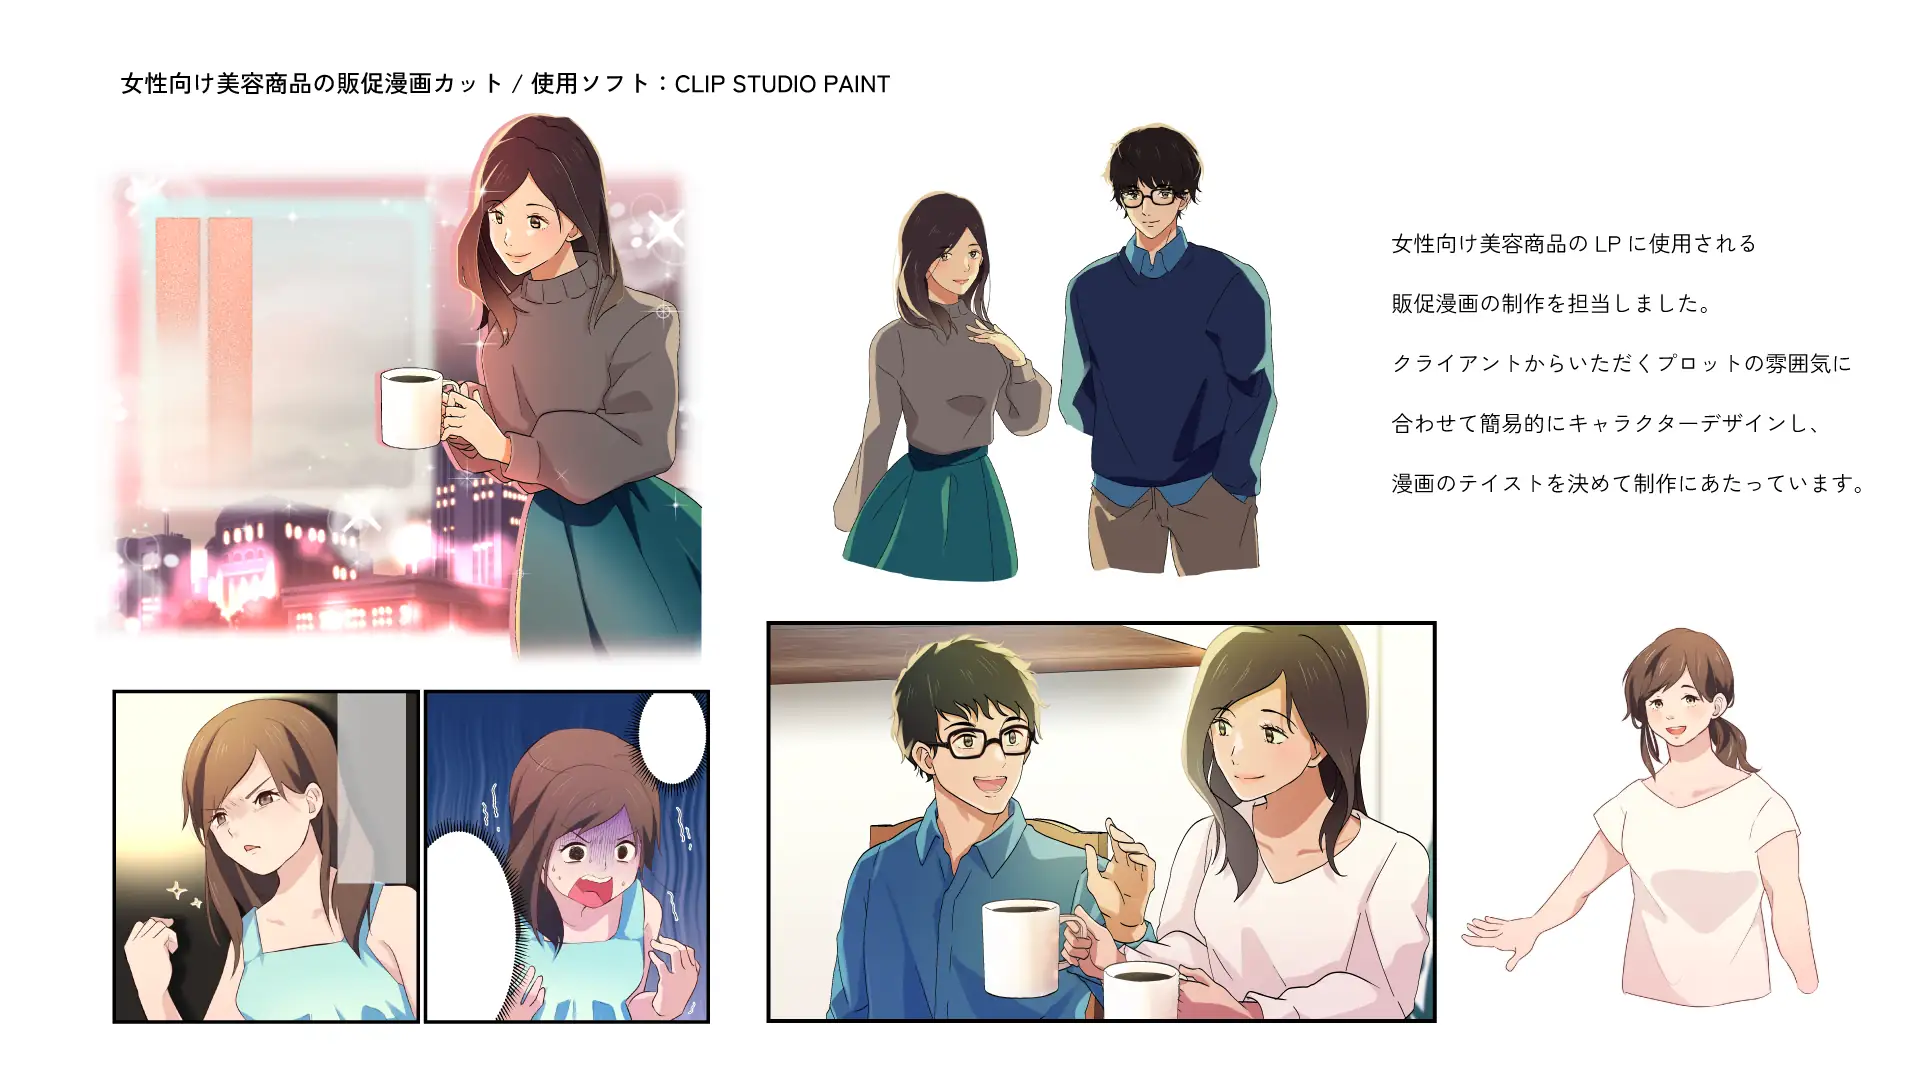 女性向け美容商品の販促漫画カット / 使用ソフト：CLIP STUDIO PAINT
女性向け美容商品の LP に使用される
販促漫画の制作を担当しました。
クライアントからいただくプロットの雰囲気に
合わせて簡易的にキャラクターデザインし、
漫画のテイストを決めて制作にあたっています。